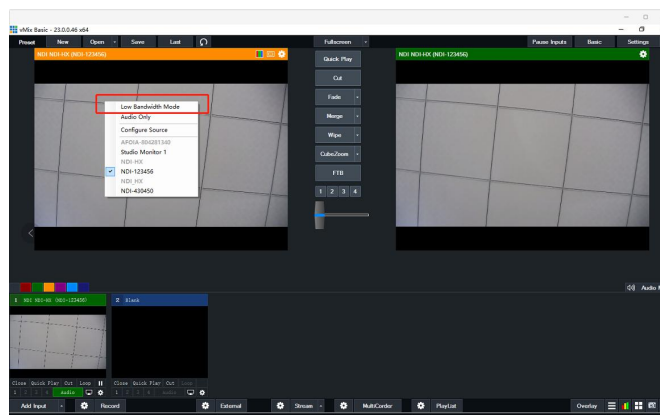 vMix Basic - 23.0.0.46 x64
Preset New Open Save Last Fullscreen Pause Inputs Basic Settings
NDI NDI-HX (NDI-123456)
Quick Play
NDI NDI-HX (NDI-123456)
Cut
Fade
Merge
Wipe
CubeZoom
FTB
1 2 3 4
Low Bandwidth Mode
Audio Only
Configure Source
Studio Monitor 1
NDI-HX
NDI-123456
NDI_HX
NDI-430450
Audio
1 NDI NDI-HX (NDI-123456) 2 Blank
Close Quick Play Cut Loop Close Quick Play Cut Loop
1 2 3 4 Audio 1 2 3 4 Audio
Add Input Record External Stream MultiCorder PlayList Overlay